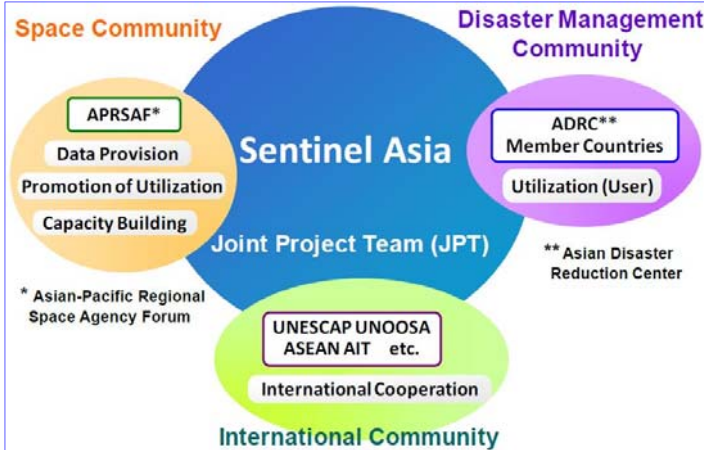 Space Community
Disaster Management
Community
APRSAF*
Data Provision
Promotion of Utilization
Capacity Building
* Asian-Pacific Regional
Space Agency Forum
Sentinel Asia
Joint Project Team (JPT)
ADRC**
Member Countries
Utilization (User)
** Asian Disaster
Reduction Center
UNESCAP UNOOSA
ASEAN AIT etc.
International Cooperation
International Community